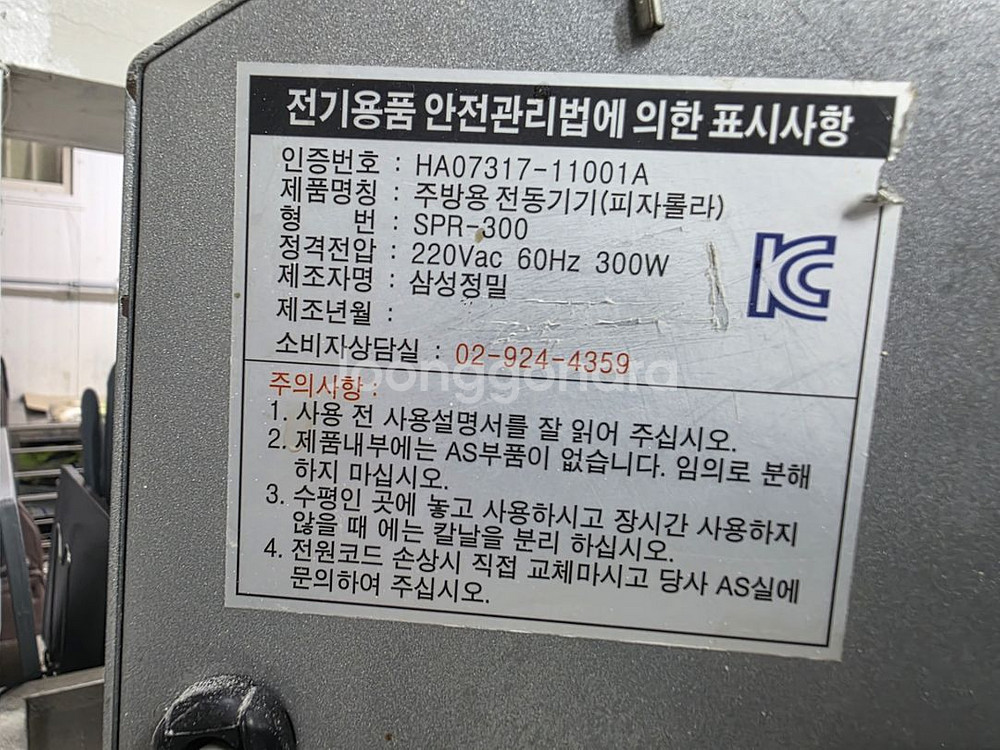 전기용품 안전관리법에 의한 표시사항
인증번호 : HA07317-11001A
제품명칭 : 주방용 전동기기(피자롤라)
형 번 : SPR-300
정격전압 : 220Vac 60Hz 300W
제조자명 : 삼성정밀
제조년월 :
소비자상담실 : 02-924-4359
KC
joonggonara
주의사항 :
1. 사용 전 사용설명서를 잘 읽어 주십시오.
2. 제품내부에는 AS부품이 없습니다. 임의로 분해
하지 마십시오.
3. 수평인 곳에 놓고 사용하시고 장시간 사용하지
않을 때 에는 칼날을 분리 하십시오.
4. 전원코드 손상시 직접 교체마시고 당사 AS실에
문의하여 주십시오.